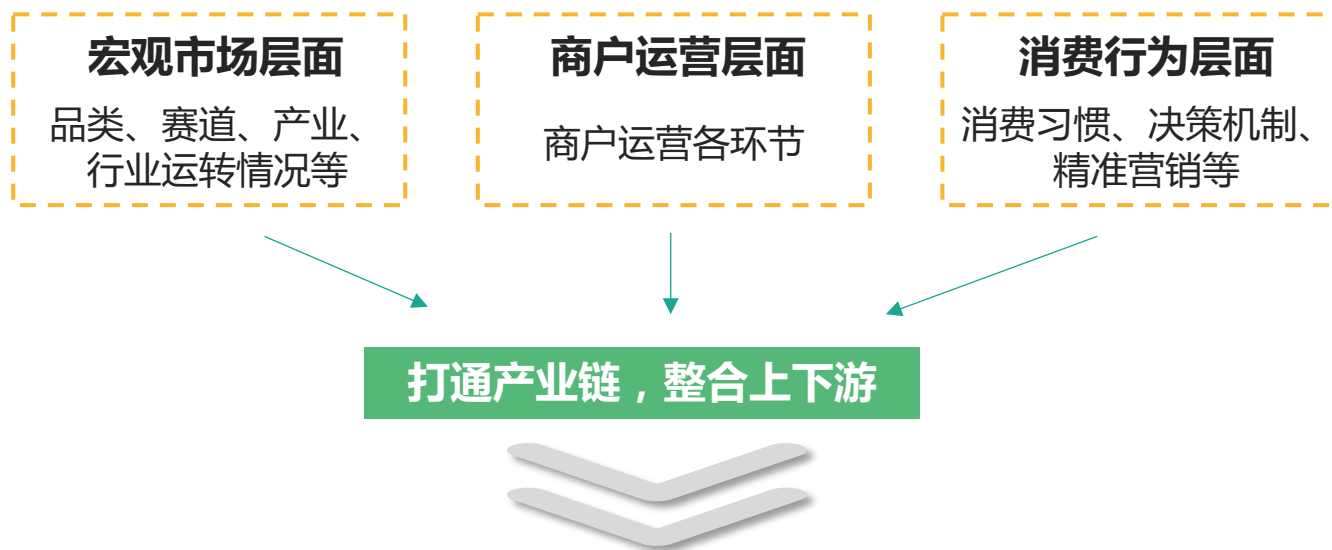 宏观市场层面
品类、赛道、产业、
行业运转情况等
商户运营层面
商户运营各环节
消费行为层面
消费习惯、决策机制、
精准营销等
打通产业链，整合上下游